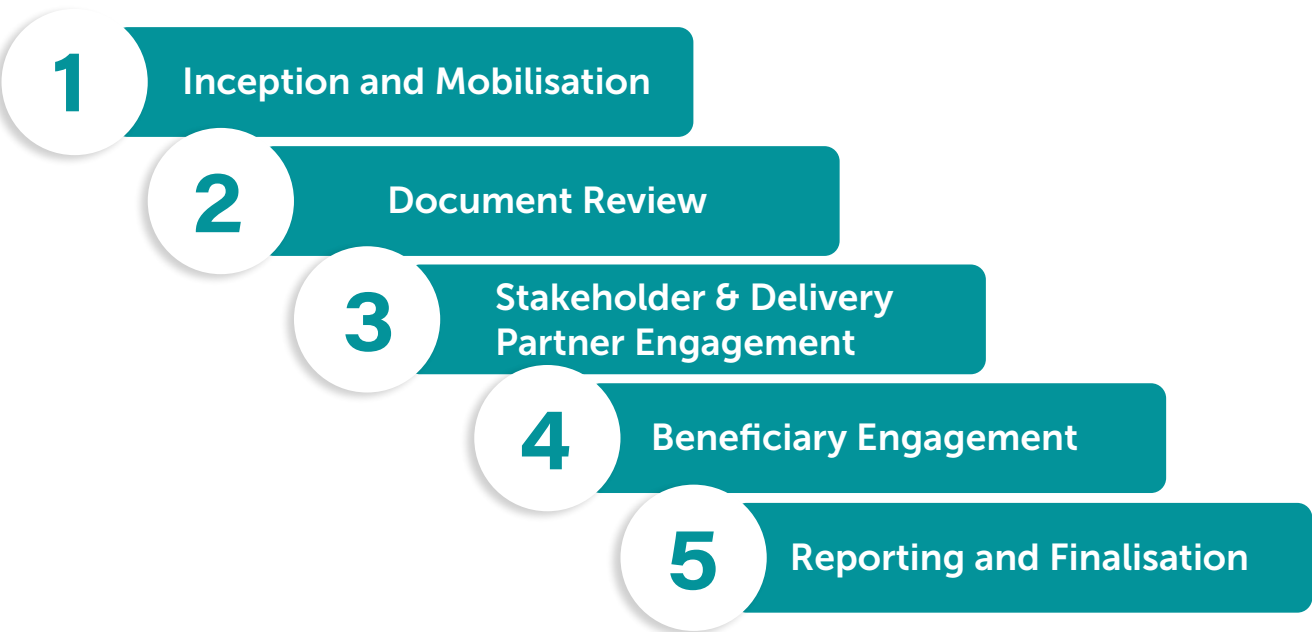 1
Inception and Mobilisation
2
Document Review
3
Stakeholder & Delivery
Partner Engagement
4
Beneficiary Engagement
5
Reporting and Finalisation